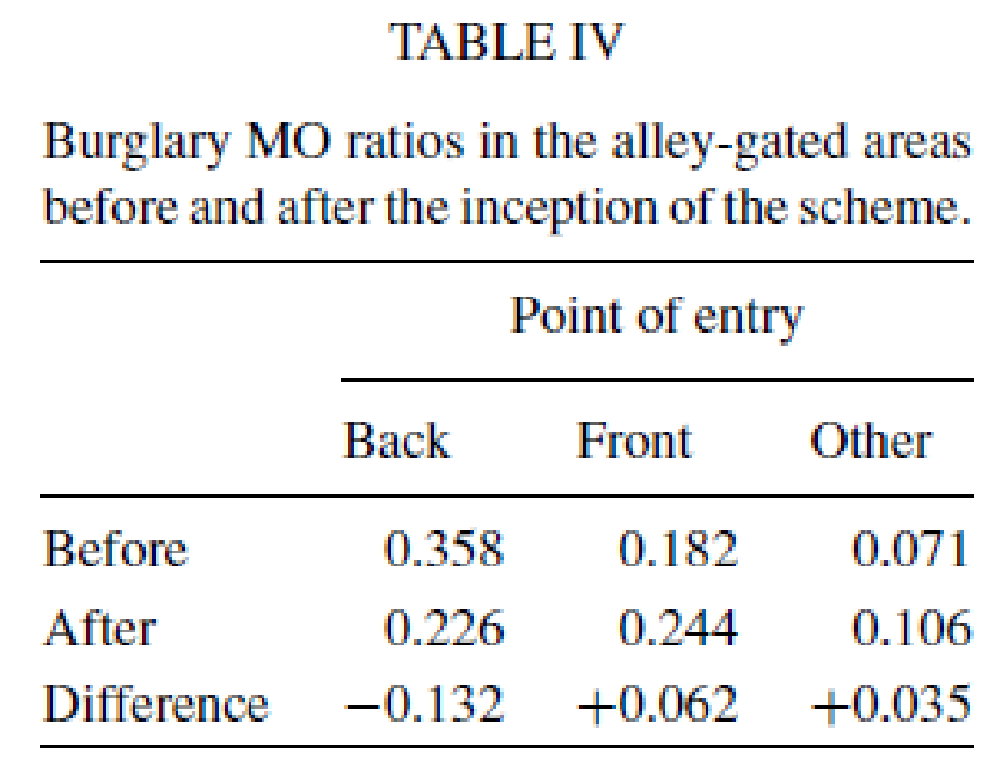 TABLE IV
Burglary MO ratios in the alley-gated areas
before and after the inception of the scheme.
Point of entry
Back Front Other
Before 0.358 0.182 0.071
After 0.226 0.244 0.106
Difference −0.132 +0.062 +0.035